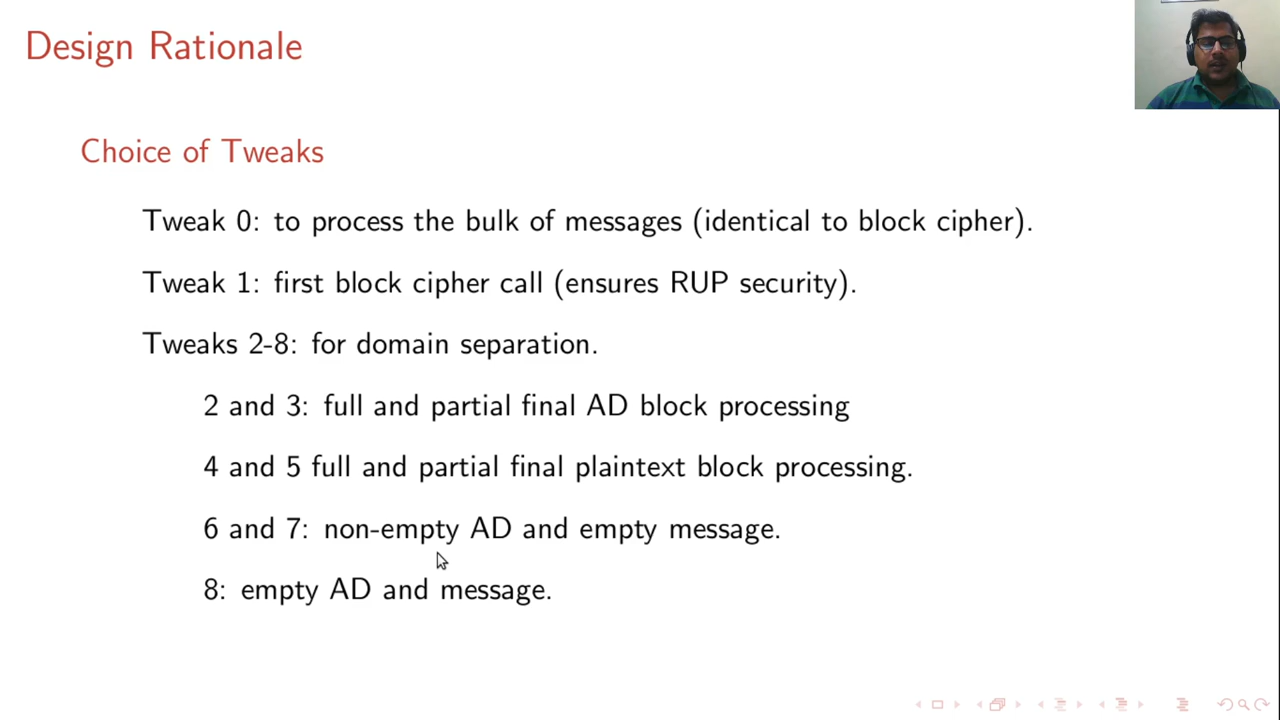 Design Rationale
Choice of Tweaks
Tweak 0: to process the bulk of messages (identical to block cipher).
Tweak 1: first block cipher call (ensures RUP security).
Tweaks 2-8: for domain separation.
2 and 3: full and partial final AD block processing
4 and 5 full and partial final plaintext block processing.
6 and 7: non-empty AD and empty message.
8: empty AD and message.